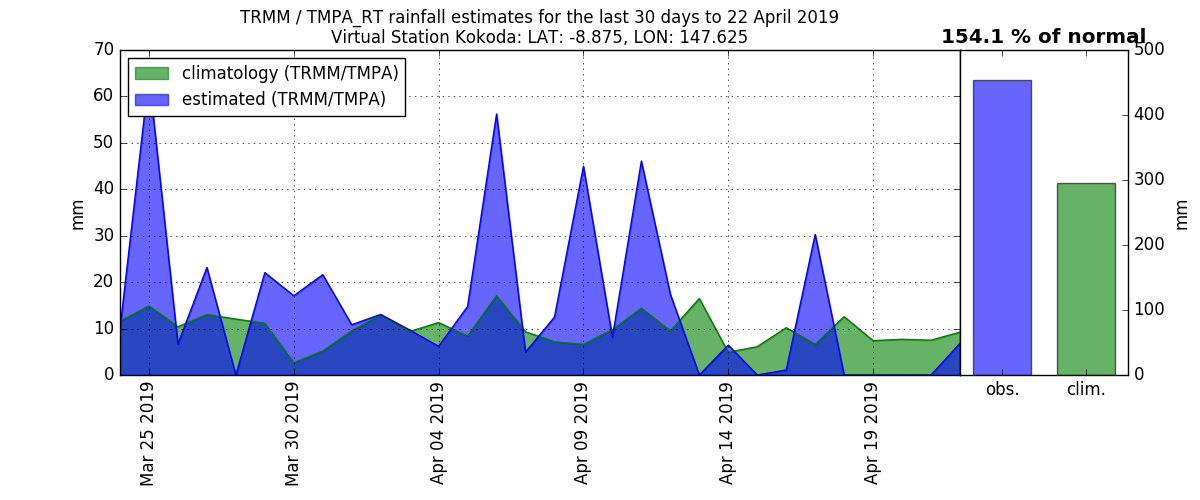 TRMM / TMPA_RT rainfall estimates for the last 30 days to 22 April 2019
Virtual Station Kokoda: LAT: -8.875, LON: 147.625
154.1 % of normal
climatology (TRMM/TMPA)
estimated (TRMM/TMPA)
70
60
50
40
30
20
10
0
mm
500
400
300
200
100
0
mm
Mar 25 2019
Mar 30 2019
Apr 04 2019
Apr 09 2019
Apr 14 2019
Apr 19 2019
obs.
clim.